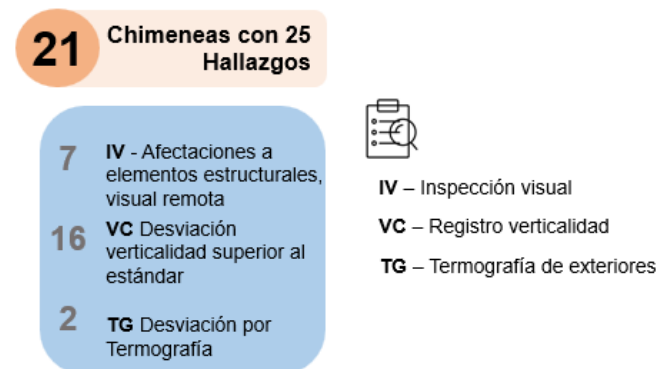 21
Chimeneas con 25
Hallazgos
7
IV - Afectaciones a
elementos estructurales,
visual remota
16
VC Desviación
verticalidad superior al
estándar
2
TG Desviación por
Termografía
IV – Inspección visual
VC – Registro verticalidad
TG – Termografía de exteriores